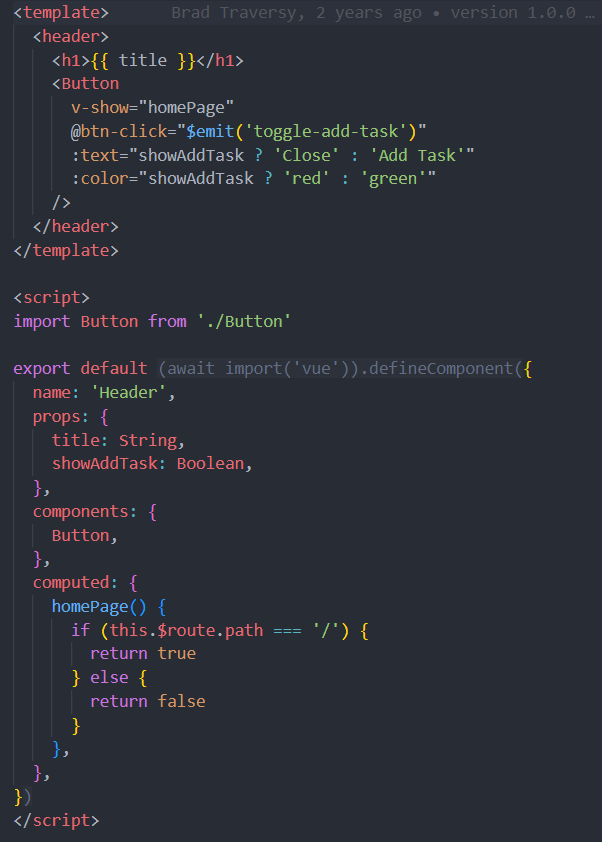 <template>    Brad Traversy, 2 years ago • version 1.0.0 …
  <header>
    <h1>{{ title }}</h1>
    <Button
      v-show="homePage"
      @btn-click="$emit('toggle-add-task')"
      :text="showAddTask ? 'Close' : 'Add Task'"
      :color="showAddTask ? 'red' : 'green'"
    />
  </header>
</template>

<script>
import Button from './Button'

export default (await import('vue')).defineComponent({
  name: 'Header',
  props: {
    title: String,
    showAddTask: Boolean,
  },
  components: {
    Button,
  },
  computed: {
    homePage() {
      if (this.$route.path === '/') {
        return true
      } else {
        return false
      }
    },
  },
})
</script>